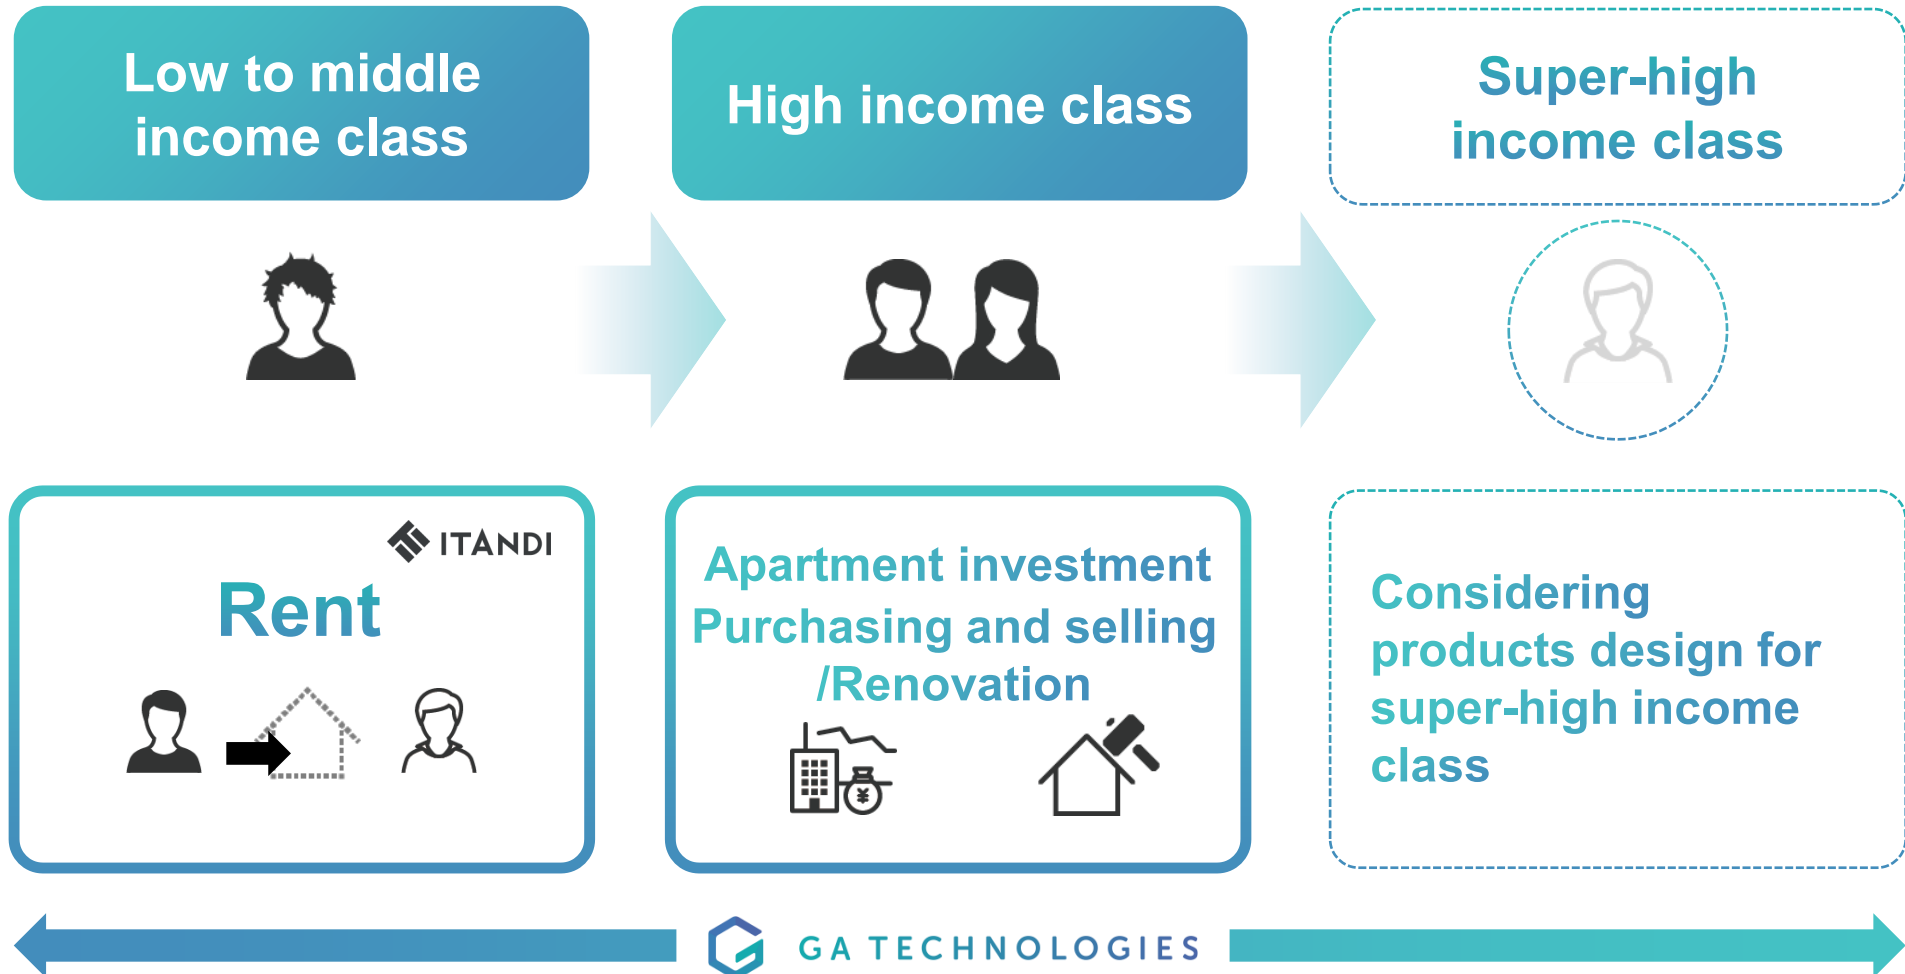 Low to middle
income class
High income class
Super-high
income class
ITANDI
Rent
Apartment investment
Purchasing and selling
/Renovation
¥
Considering
products design for
super-high income
class
GA TECHNOLOGIES